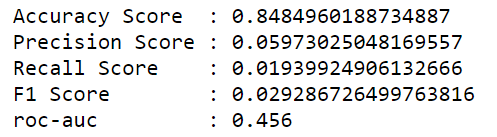 Accuracy Score  : 0.8484960188734887
Precision Score : 0.05973025048169557
Recall Score    : 0.01939924906132666
F1 Score        : 0.029286726499763816
roc-auc         : 0.456